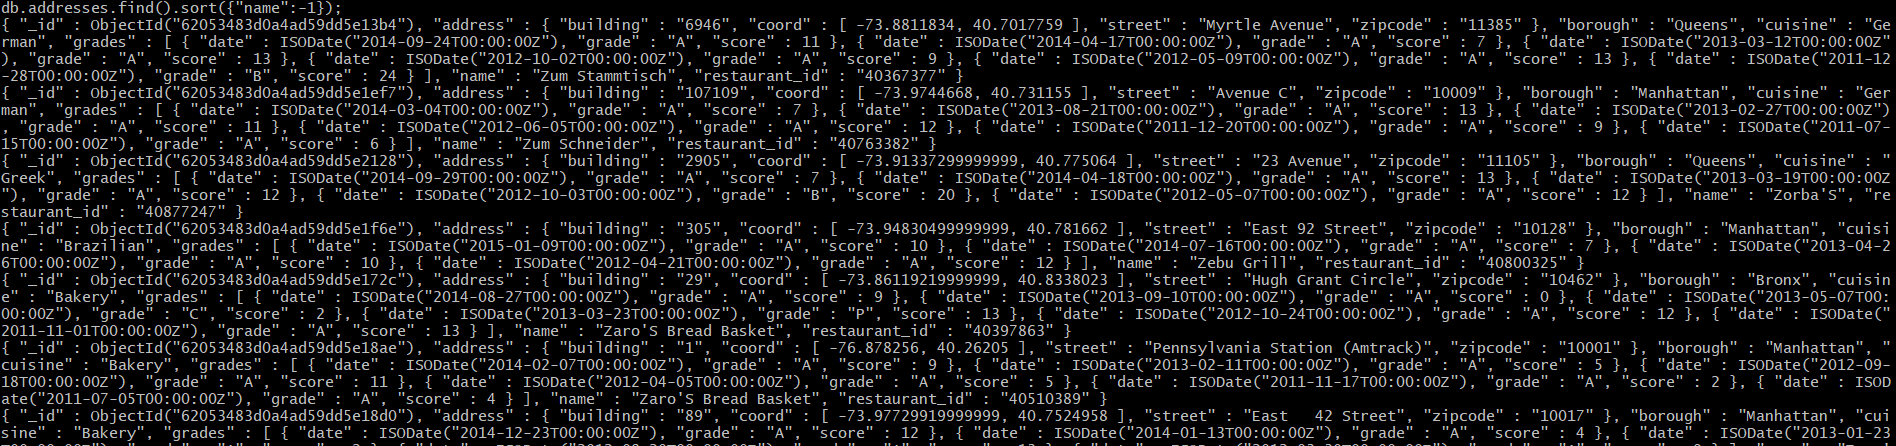 db.addresses.find().sort({"name":-1});
{ "_id" : ObjectId("62053483d0a4ad59dd5e13b4"), "address" : { "building" : "6946", "coord" : [ -73.8811834, 40.7017759 ], "street" : "Myrtle Avenue", "zipcode" : "11385" }, "borough" : "Queens", "cuisine" : "Ge
rman", "grades" : [ { "date" : ISODate("2014-09-24T00:00:00Z"), "grade" : "A", "score" : 11 }, { "date" : ISODate("2014-04-17T00:00:00Z"), "grade" : "A", "score" : 7 }, { "date" : ISODate("2013-03-12T00:00:00Z"
), "grade" : "A", "score" : 13 }, { "date" : ISODate("2012-10-02T00:00:00Z"), "grade" : "A", "score" : 9 }, { "date" : ISODate("2012-05-09T00:00:00Z"), "grade" : "A", "score" : 13 }, { "date" : ISODate("2011-12
-28T00:00:00Z"), "grade" : "B", "score" : 24 } ], "name" : "Zum Stammtisch", "restaurant_id" : "40367377" }
{ "_id" : ObjectId("62053483d0a4ad59dd5e1ef7"), "address" : { "building" : "107109", "coord" : [ -73.9744668, 40.731155 ], "street" : "Avenue C", "zipcode" : "10009" }, "borough" : "Manhattan", "cuisine" : "Ger
man", "grades" : [ { "date" : ISODate("2014-03-04T00:00:00Z"), "grade" : "A", "score" : 7 }, { "date" : ISODate("2013-08-21T00:00:00Z"), "grade" : "A", "score" : 13 }, { "date" : ISODate("2013-02-27T00:00:00Z")
, "grade" : "A", "score" : 11 }, { "date" : ISODate("2012-06-05T00:00:00Z"), "grade" : "A", "score" : 12 }, { "date" : ISODate("2011-12-20T00:00:00Z"), "grade" : "A", "score" : 9 }, { "date" : ISODate("2011-07-
15T00:00:00Z"), "grade" : "A", "score" : 6 } ], "name" : "Zum Schneider", "restaurant_id" : "40763382" }
{ "_id" : ObjectId("62053483d0a4ad59dd5e2128"), "address" : { "building" : "2905", "coord" : [ -73.91337299999999, 40.775064 ], "street" : "23 Avenue", "zipcode" : "11105" }, "borough" : "Queens", "cuisine" : "
Greek", "grades" : [ { "date" : ISODate("2014-09-29T00:00:00Z"), "grade" : "A", "score" : 7 }, { "date" : ISODate("2014-04-18T00:00:00Z"), "grade" : "A", "score" : 13 }, { "date" : ISODate("2013-03-19T00:00:00Z
"), "grade" : "A", "score" : 12 }, { "date" : ISODate("2012-10-03T00:00:00Z"), "grade" : "B", "score" : 20 }, { "date" : ISODate("2012-05-07T00:00:00Z"), "grade" : "A", "score" : 12 } ], "name" : "Zorba'S", "re
staurant_id" : "40877247" }
{ "_id" : ObjectId("62053483d0a4ad59dd5e1f6e"), "address" : { "building" : "305", "coord" : [ -73.94830499999999, 40.781662 ], "street" : "East 92 Street", "zipcode" : "10128" }, "borough" : "Manhattan", "cuisi
ne" : "Brazilian", "grades" : [ { "date" : ISODate("2015-01-09T00:00:00Z"), "grade" : "A", "score" : 10 }, { "date" : ISODate("2014-07-16T00:00:00Z"), "grade" : "A", "score" : 7 }, { "date" : ISODate("2013-04-2
6T00:00:00Z"), "grade" : "A", "score" : 10 }, { "date" : ISODate("2012-04-21T00:00:00Z"), "grade" : "A", "score" : 12 } ], "name" : "Zebu Grill", "restaurant_id" : "40800325" }
{ "_id" : ObjectId("62053483d0a4ad59dd5e172c"), "address" : { "building" : "29", "coord" : [ -73.86119219999999, 40.8338023 ], "street" : "Hugh Grant Circle", "zipcode" : "10462" }, "borough" : "Bronx", "cuisin
e" : "Bakery", "grades" : [ { "date" : ISODate("2014-08-27T00:00:00Z"), "grade" : "A", "score" : 9 }, { "date" : ISODate("2013-09-10T00:00:00Z"), "grade" : "A", "score" : 0 }, { "date" : ISODate("2013-05-07T00:
00:00Z"), "grade" : "C", "score" : 2 }, { "date" : ISODate("2013-03-23T00:00:00Z"), "grade" : "P", "score" : 13 }, { "date" : ISODate("2012-10-24T00:00:00Z"), "grade" : "A", "score" : 12 }, { "date" : ISODate("
2011-11-01T00:00:00Z"), "grade" : "A", "score" : 13 } ], "name" : "Zaro'S Bread Basket", "restaurant_id" : "40397863" }
{ "_id" : ObjectId("62053483d0a4ad59dd5e18ae"), "address" : { "building" : "1", "coord" : [ -76.878256, 40.26205 ], "street" : "Pennsylvania Station (Amtrack)", "zipcode" : "10001" }, "borough" : "Manhattan", "
cuisine" : "Bakery", "grades" : [ { "date" : ISODate("2014-02-07T00:00:00Z"), "grade" : "A", "score" : 9 }, { "date" : ISODate("2013-02-11T00:00:00Z"), "grade" : "A", "score" : 5 }, { "date" : ISODate("2012-09-
18T00:00:00Z"), "grade" : "A", "score" : 11 }, { "date" : ISODate("2012-04-05T00:00:00Z"), "grade" : "A", "score" : 5 }, { "date" : ISODate("2011-11-17T00:00:00Z"), "grade" : "A", "score" : 2 }, { "date" : ISOD
ate("2011-07-05T00:00:00Z"), "grade" : "A", "score" : 4 } ], "name" : "Zaro'S Bread Basket", "restaurant_id" : "40510389" }
{ "_id" : ObjectId("62053483d0a4ad59dd5e18d0"), "address" : { "building" : "89", "coord" : [ -73.97729919999999, 40.7524958 ], "street" : "East   42 Street", "zipcode" : "10017" }, "borough" : "Manhattan", "cui
sine" : "Bakery", "grades" : [ { "date" : ISODate("2014-12-23T00:00:00Z"), "grade" : "A", "score" : 12 }, { "date" : ISODate("2014-01-13T00:00:00Z"), "grade" : "A", "score" : 4 }, { "date" : ISODate("2013-01-23